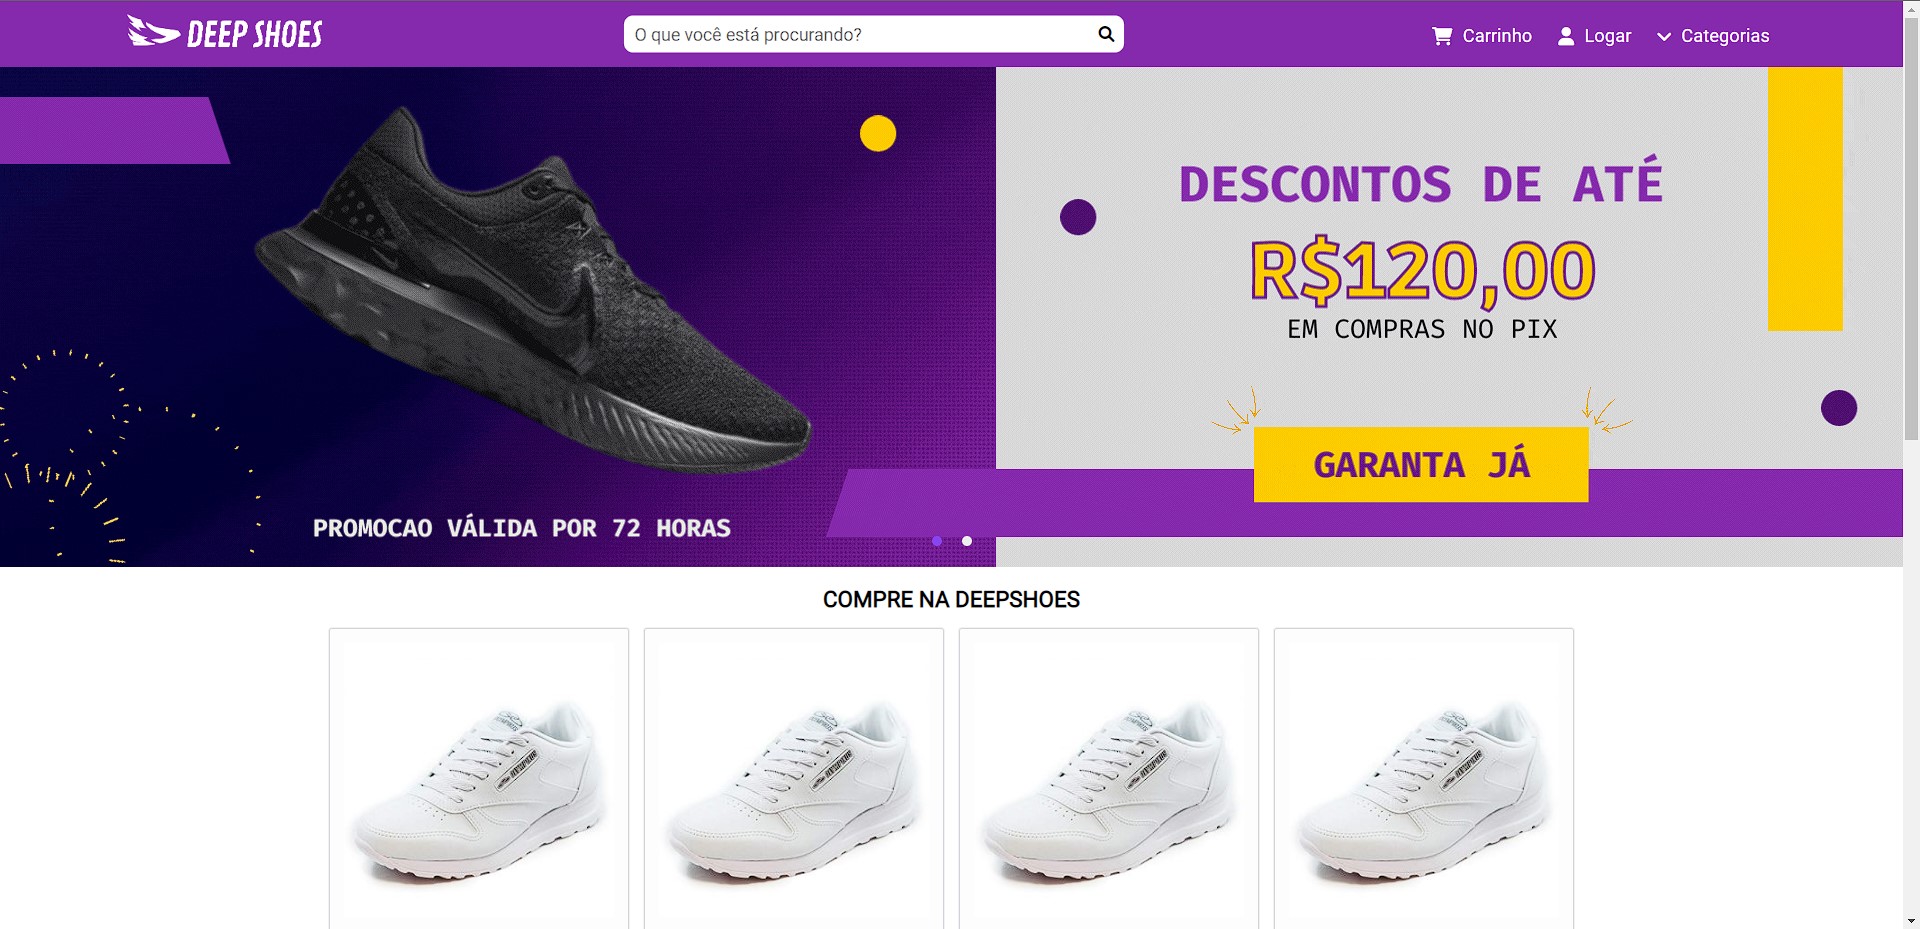 DEEP SHOES
O que você está procurando?
Carrinho
Logar
Categorias
DESCONTOS DE ATÉ
R$120,00
EM COMPRAS NO PIX
GARANTA JÁ
PROMOCAO VÁLIDA POR 72 HORAS
COMPRE NA DEEPSHOES